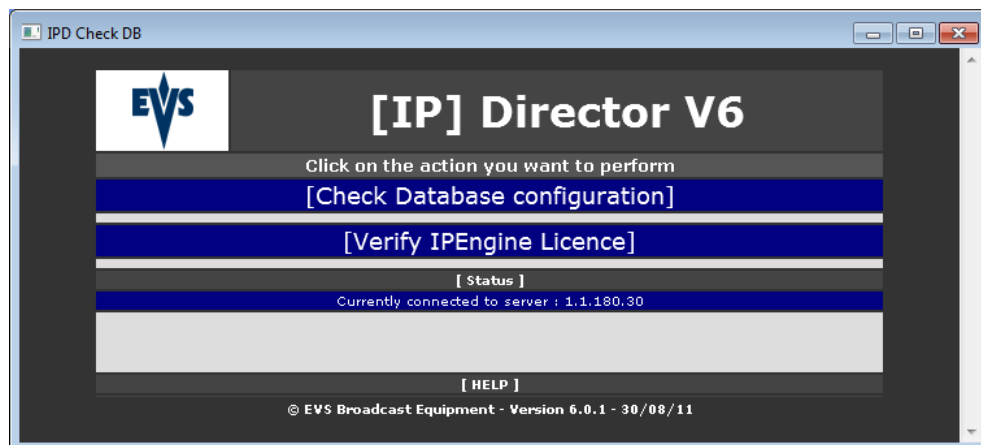 IPD Check DB
EVS
[IP] Director V6
Click on the action you want to perform
[Check Database configuration]
[Verify IPEngine Licence]
[ Status ]
Currently connected to server : 1.1.180.30
[ HELP ]
© EVS Broadcast Equipment - Version 6.0.1 - 30/08/11